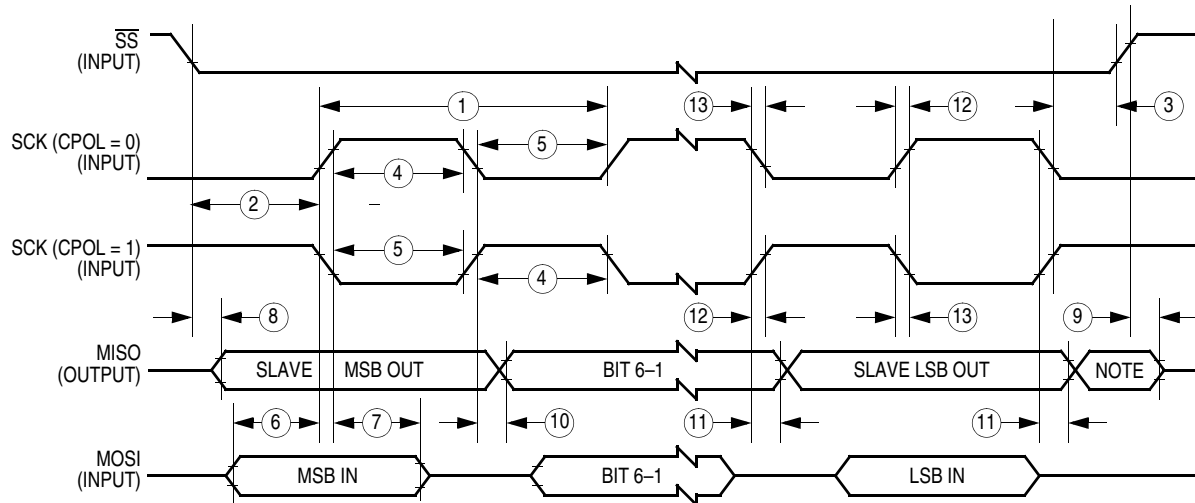 SS
(INPUT)
1
13
12
3
SCK (CPOL = 0)
(INPUT)
5
4
2
SCK (CPOL = 1)
(INPUT)
5
4
8
12
13
9
MISO
(OUTPUT)
SLAVE MSB OUT
BIT 6–1
SLAVE LSB OUT
NOTE
6
7
10
11
11
MOSI
(INPUT)
MSB IN
BIT 6–1
LSB IN